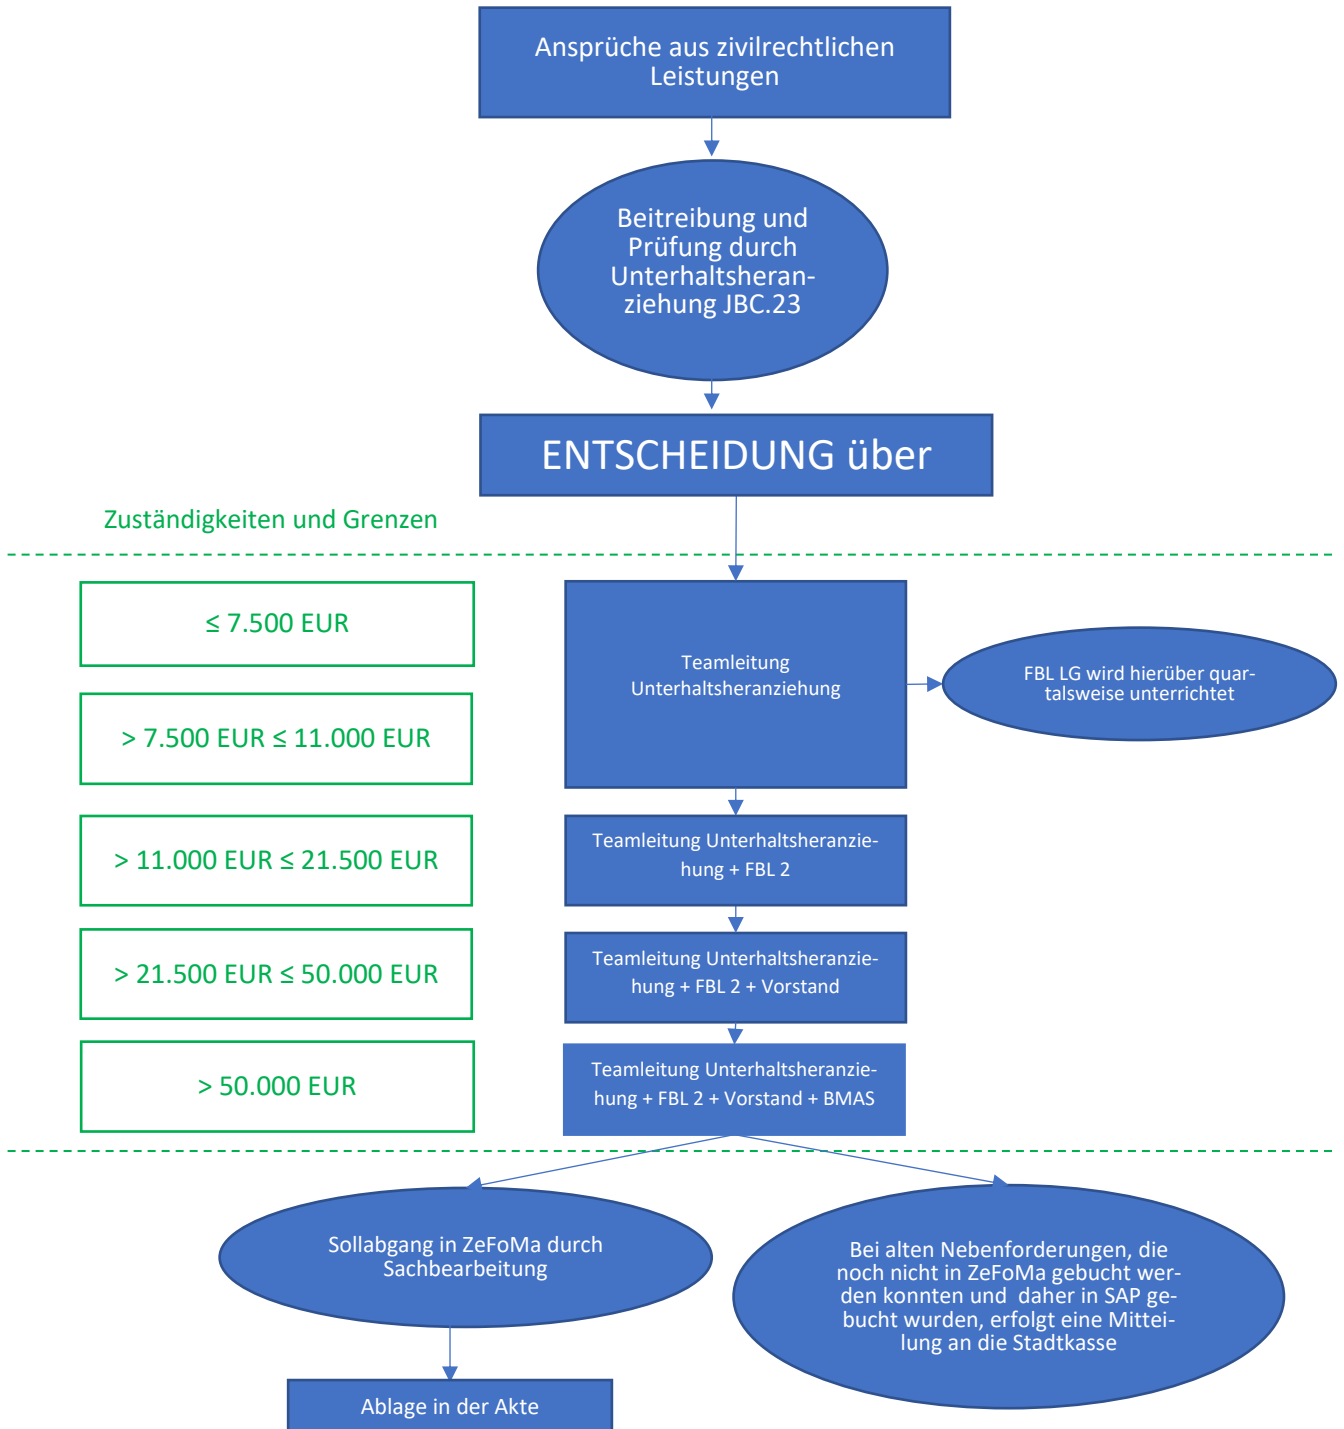 Ansprüche aus zivilrechtlichen
Leistungen
Beitreibung und
Prüfung durch
Unterhaltsheran-
ziehung JBC.23
ENTSCHEIDUNG über
Zuständigkeiten und Grenzen
≤ 7.500 EUR
Teamleitung
Unterhaltsheranziehung
FBL LG wird hierüber quar-
talsweise unterrichtet
> 7.500 EUR ≤ 11.000 EUR
> 11.000 EUR ≤ 21.500 EUR
Teamleitung Unterhaltsheranzie-
hung + FBL 2
> 21.500 EUR ≤ 50.000 EUR
Teamleitung Unterhaltsheranzie-
hung + FBL 2 + Vorstand
> 50.000 EUR
Teamleitung Unterhaltsheranzie-
hung + FBL 2 + Vorstand + BMAS
Sollabgang in ZeFoMa durch
Sachbearbeitung
Bei alten Nebenforderungen, die
noch nicht in ZeFoMa gebucht wer-
den konnten und  daher in SAP ge-
bucht wurden, erfolgt eine Mittei-
lung an die Stadtkasse
Ablage in der Akte